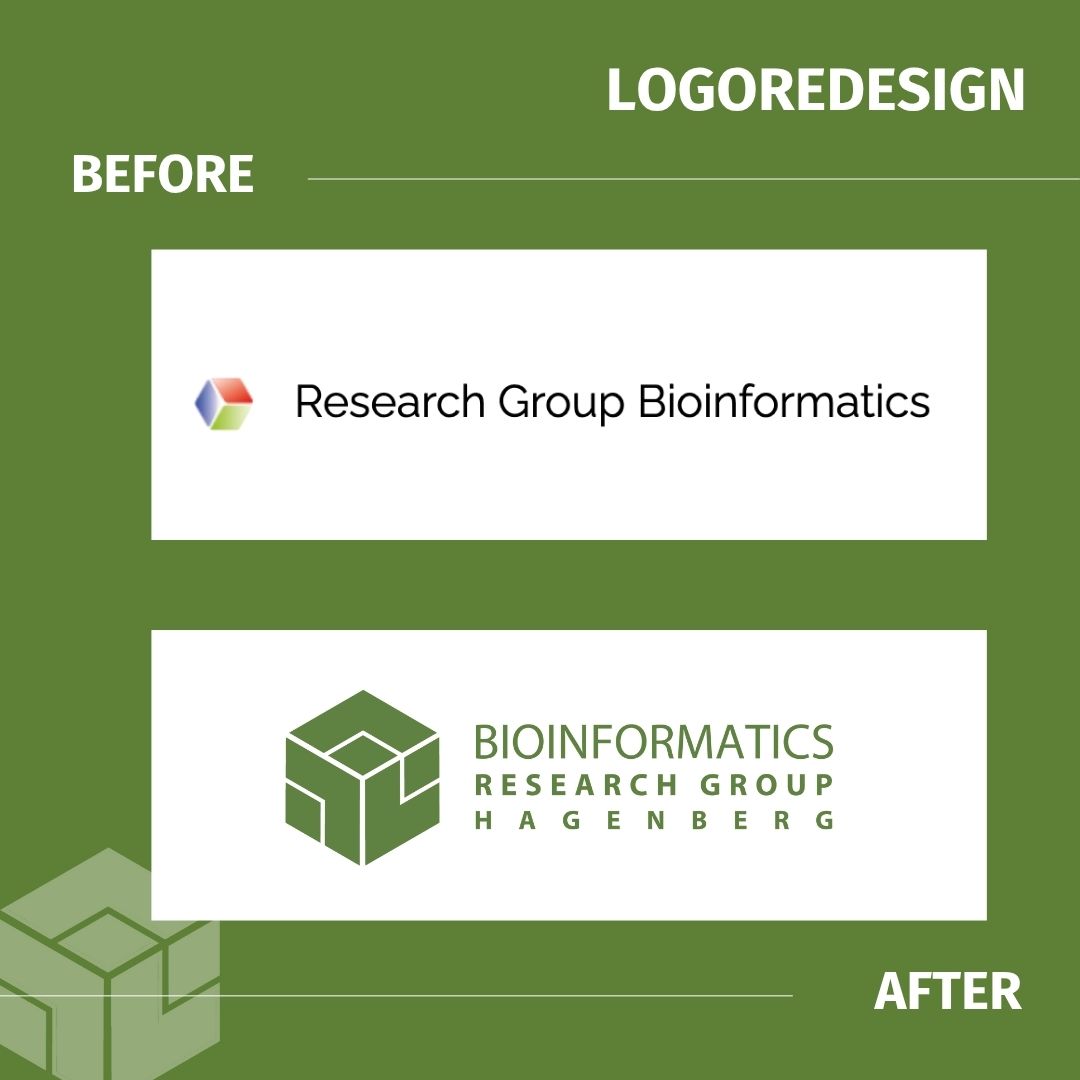 LOGOREDESIGN
BEFORE
Research Group Bioinformatics
BIOINFORMATICS
RESEARCH GROUP
HAGENBERG
AFTER